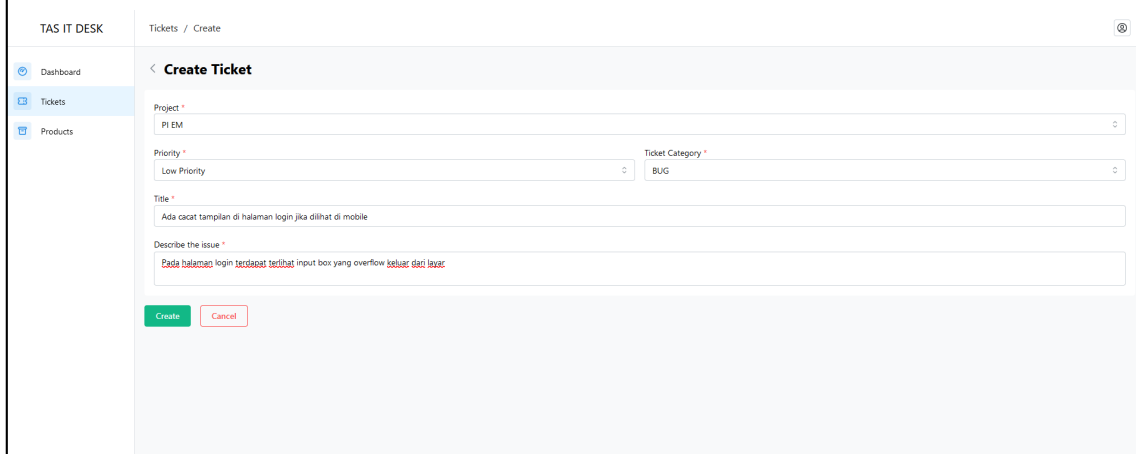 TAS IT DESK
Tickets / Create
Dashboard
Tickets
Products
Create Ticket
Project *
PI EM
Priority *
Ticket Category *
Low Priority
BUG
Title *
Ada cacat tampilan di halaman login jika dilihat di mobile
Describe the issue *
Pada halaman login terdapat terlihat input box yang overflow keluar dari layar
Create
Cancel